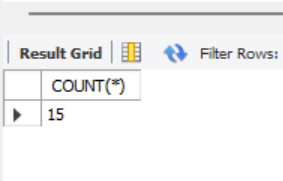 Result Grid Filter Rows:
COUNT(*)
15